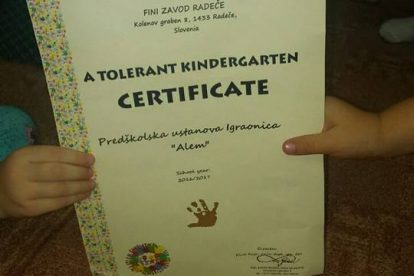 FINI ZAVOD RADEČE
Kolenov graben 8, 1433 Radeče,
Slovenia
A TOLERANT KINDERGARTEN
CERTIFICATE
Predškolska ustanova Igraonica
"Alem"
School year:
2016/2017